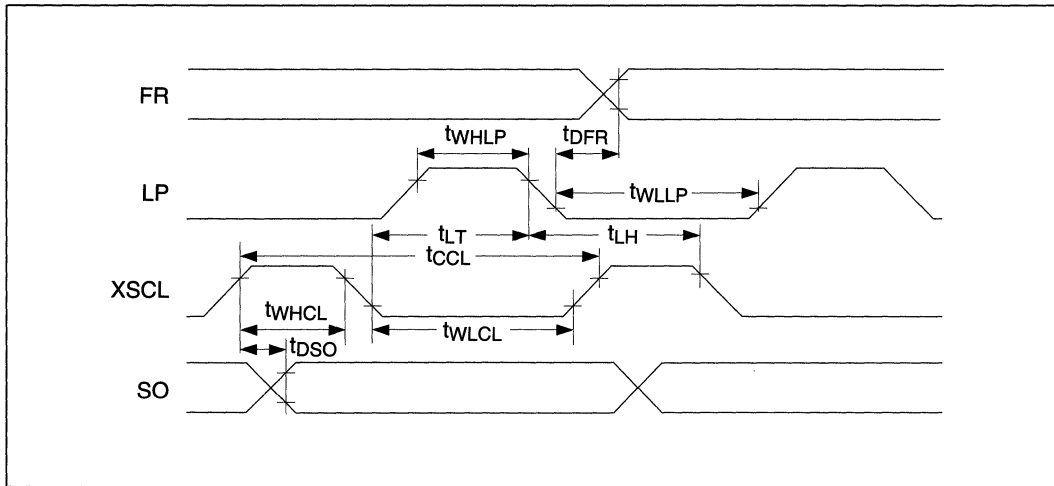 FR
tWHLP
tDFR
LP
tWLLP
tLT
tLH
tCCL
XSCL
tWHCL
tWLCL
tDSO
SO